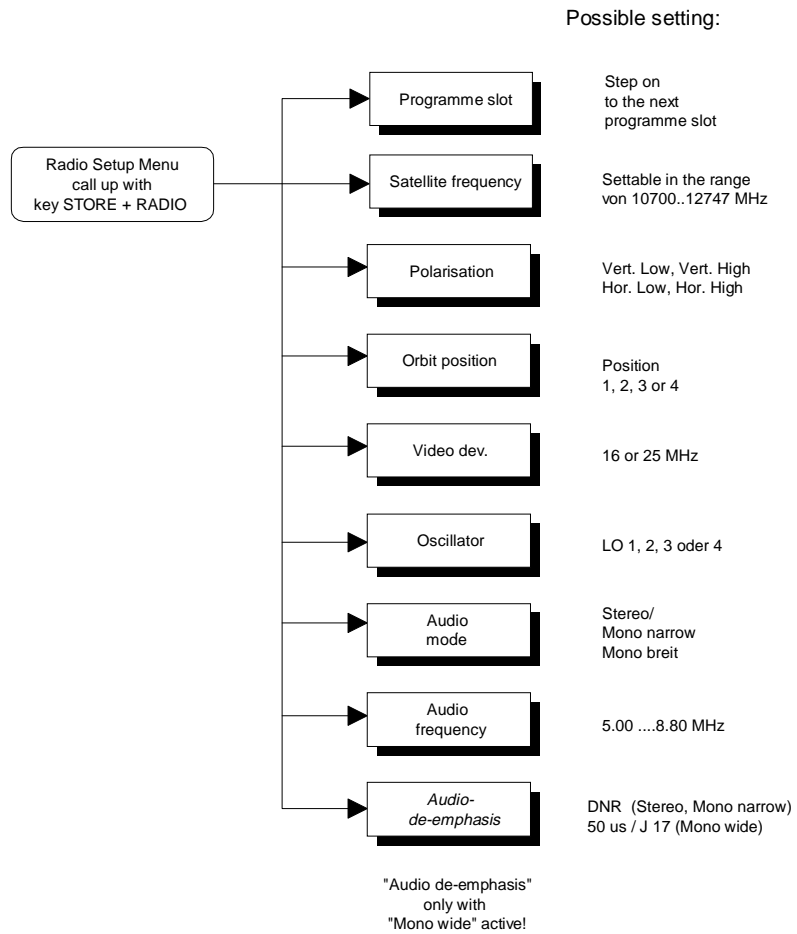 Possible setting:
Programme slot
Step on
to the next
programme slot
Radio Setup Menu
call up with
key STORE + RADIO
Satellite frequency
Settable in the range
von 10700..12747 MHz
Polarisation
Vert. Low, Vert. High
Hor. Low, Hor. High
Orbit position
Position
1, 2, 3 or 4
Video dev.
16 or 25 MHz
Oscillator
LO 1, 2, 3 oder 4
Audio
mode
Stereo/
Mono narrow
Mono breit
Audio
frequency
5.00 ....8.80 MHz
Audio-
de-emphasis
DNR  (Stereo, Mono narrow)
50 us / J 17 (Mono wide)
"Audio de-emphasis"
only with
"Mono wide" active!